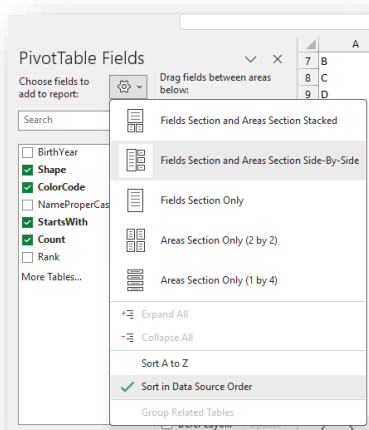 PivotTable Fields
Choose fields to
add to report:
Drag fields between areas
below:
Search
BirthYear
Shape
ColorCode
NameProperCas
StartsWith
Count
Rank
More Tables...
Fields Section and Areas Section Stacked
Fields Section and Areas Section Side-By-Side
Fields Section Only
Areas Section Only (2 by 2)
Areas Section Only (1 by 4)
Expand All
Collapse All
Sort A to Z
Sort in Data Source Order
Group Related Tables
A
7 B
8 C
9 D